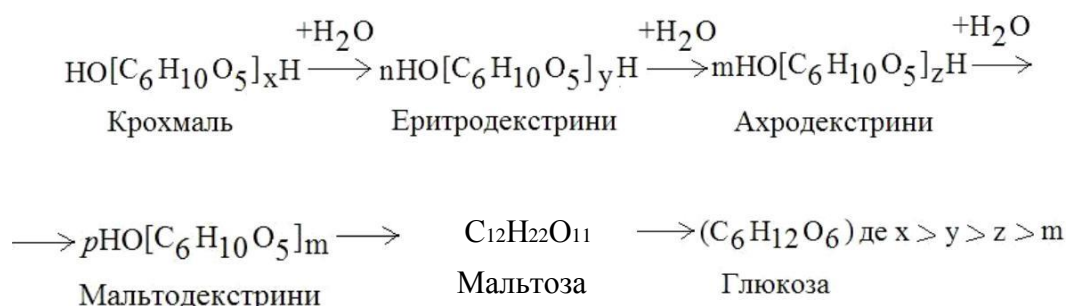 +H₂O +H₂O +H₂O
HO[C₆H₁₀O₅]ₓH ⟶ nHO[C₆H₁₀O₅]yH ⟶ mHO[C₆H₁₀O₅]zH ⟶
Крохмаль Еритродекстрини Ахродекстрини
⟶ pHO[C₆H₁₀O₅]m ⟶ C₁₂H₂₂O₁₁ ⟶ (C₆H₁₂O₆) де x > y > z > m
Мальтодекстрини Мальтоза Глюкоза